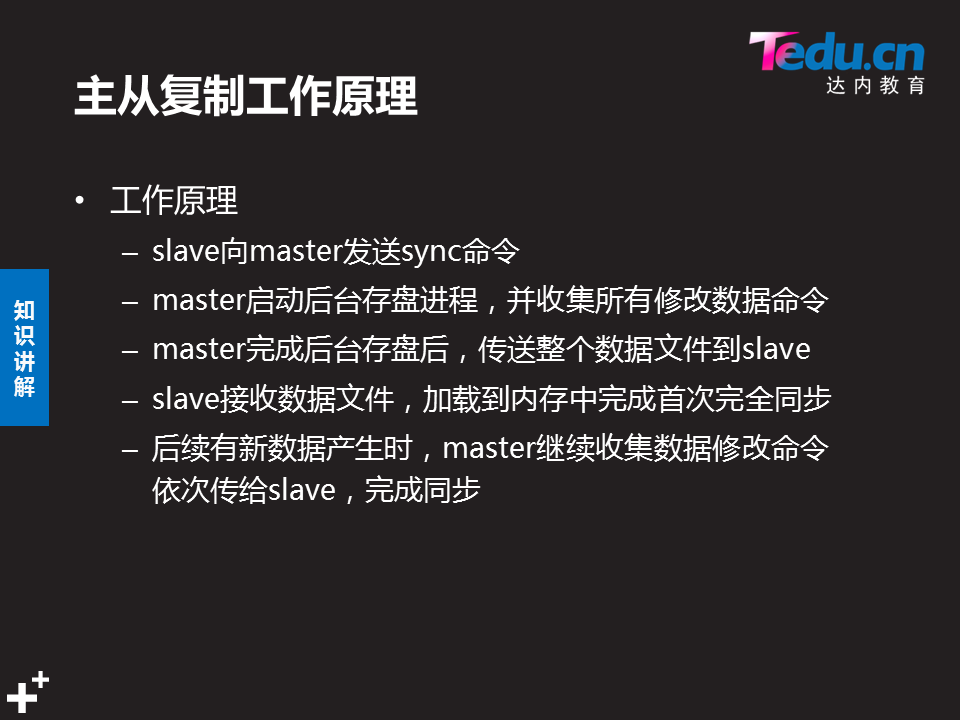 Tedu.cn
达内教育
主从复制工作原理
• 工作原理
– slave向master发送sync命令
– master启动后台存盘进程，并收集所有修改数据命令
– master完成后台存盘后，传送整个数据文件到slave
– slave接收数据文件，加载到内存中完成首次完全同步
– 后续有新数据产生时，master继续收集数据修改命令
依次传给slave，完成同步
知
识
讲
解